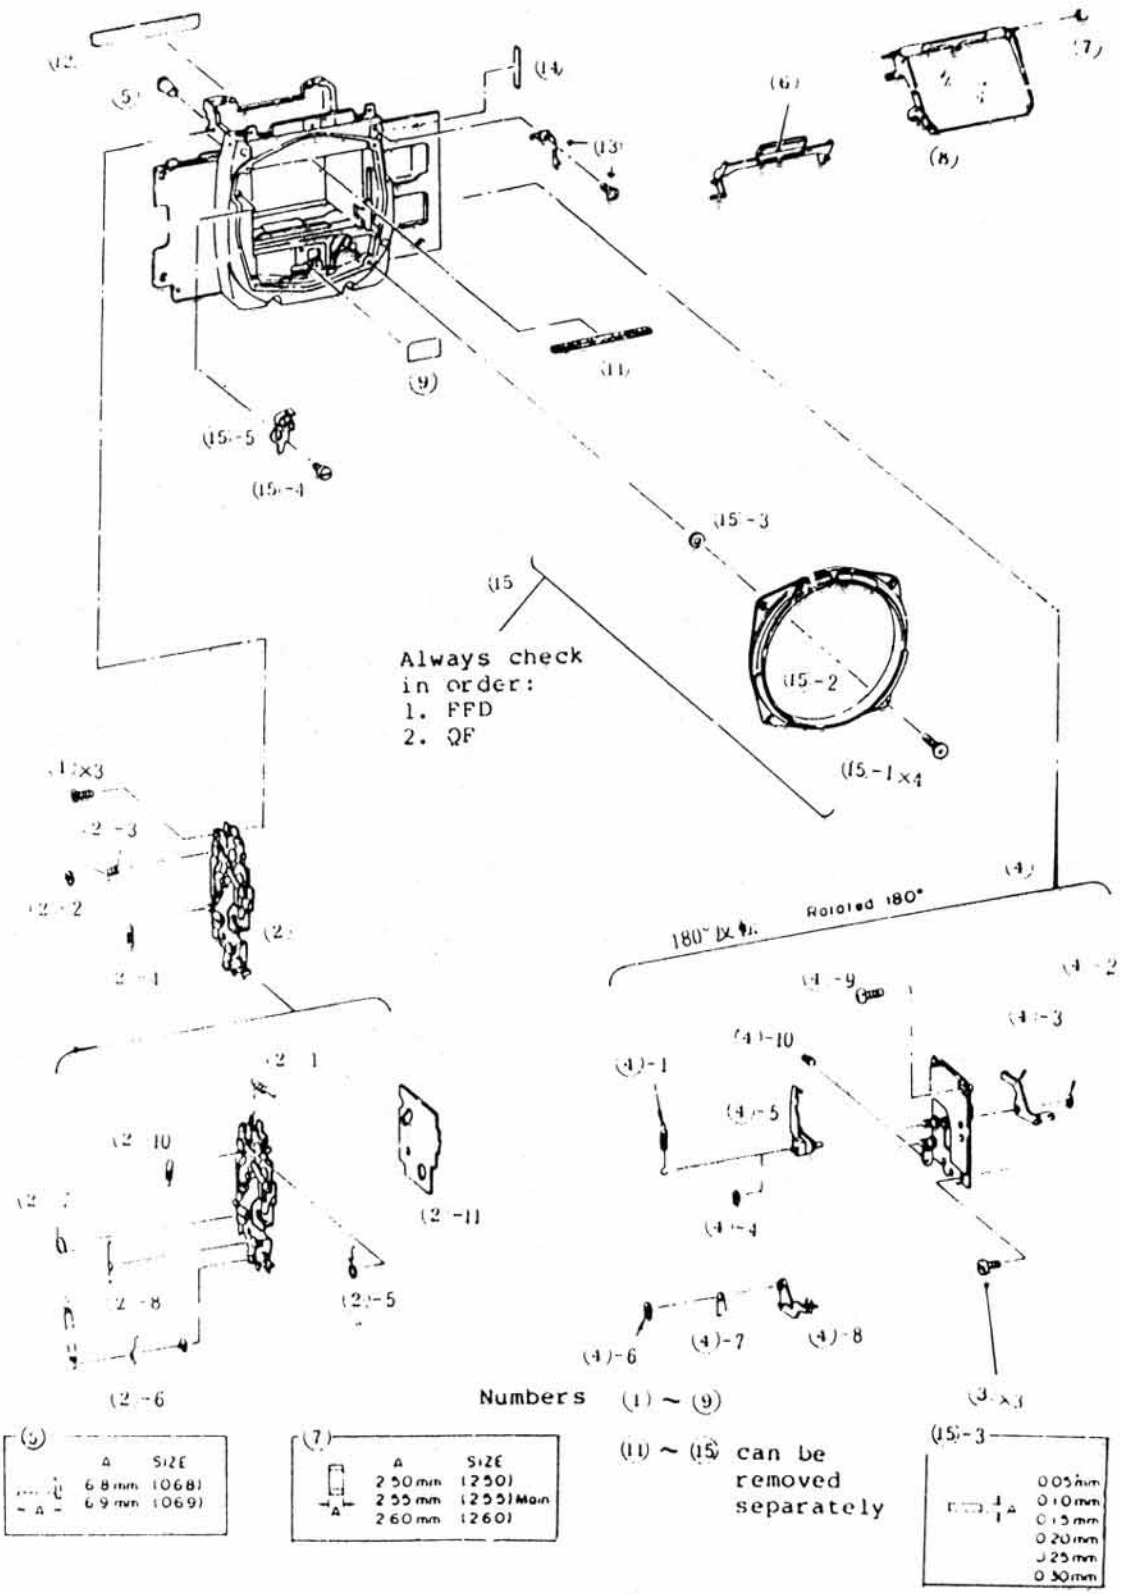 (12)
(5)
(14)
(13)
(6)
(7)
(8)
(9)
(11)
(15)-5
(15)-4
(15)-3
(15
(15)-2
(15)-1×4
Always check
in order:
1. FFD
2. QF
(1)×3
(2)-3
(2)-2
(2)
(2)-4
(2)-1
(2)-10
(2)-7
(2)-11
(2)-8
(2)-5
(2)-6
(4)
Rotated 180°
180°
(4)-9
(4)-2
(4)-3
(4)-10
(4)-1
(4)-5
(4)-4
(4)-6
(4)-7
(4)-8
(3)×3
Numbers (1) ~ (9)
(11) ~ (15) can be
removed
separately
(5)
A SIZE
6.8mm (068)
6.9mm (069)
A
(7)
A SIZE
2.50mm (250)
2.55mm (255) Main
2.60mm (260)
A
(15)-3
A
0.05mm
0.10mm
0.15mm
0.20mm
0.25mm
0.30mm